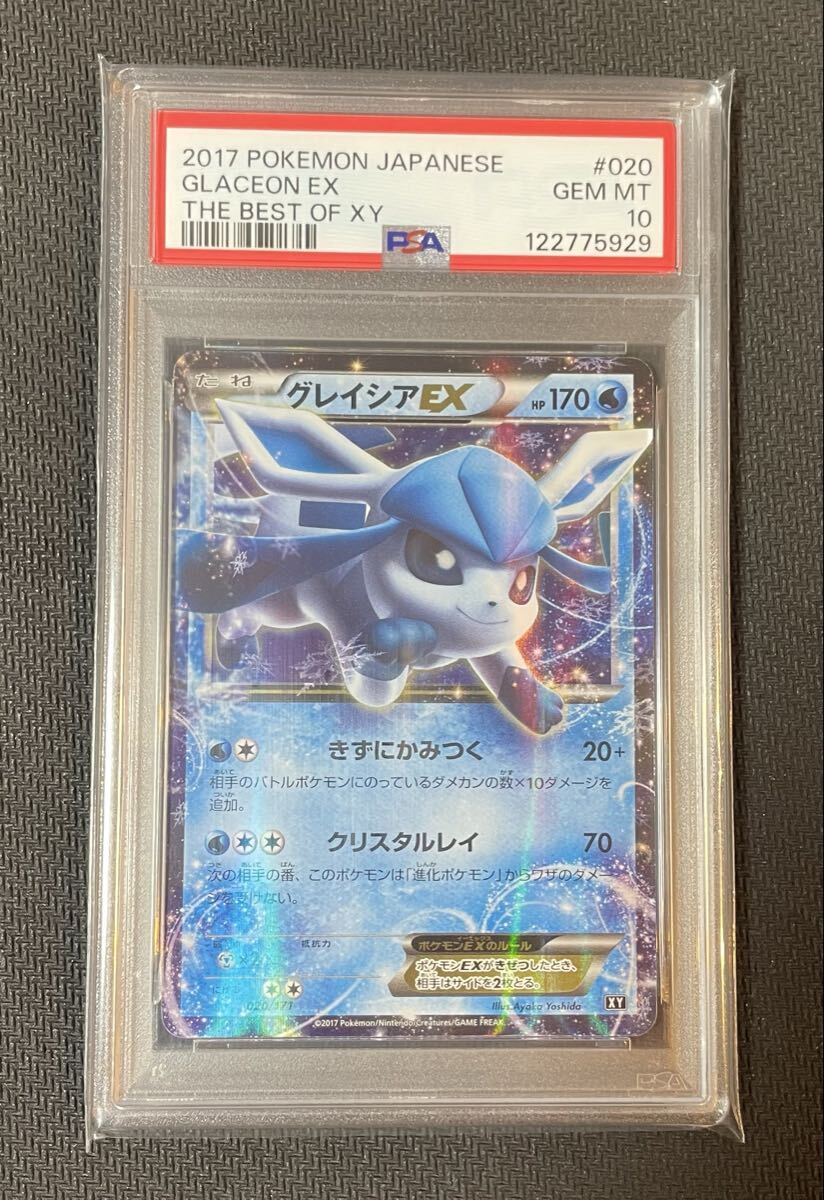 2017 POKEMON JAPANESE #020
GLACEON EX GEM MT
THE BEST OF XY 10
PSA 122775929
たね グレイシアEX HP 170
きずにかみつく 20+
相手のバトルポケモンにのっているダメカンの数×10ダメージを
追加。
クリスタルレイ 70
次の相手の番、このポケモンは「進化ポケモン」からワザのダメー
ジを受けない。
抵抗力
×2
ポケモンEXのルール
ポケモンEXがきぜつしたとき、
相手はサイドを2枚とる。
020/171
Illus.Ayaka Yoshida
XY
©2017 Pokémon/Nintendo/Creatures/GAME FREAK.
PSA